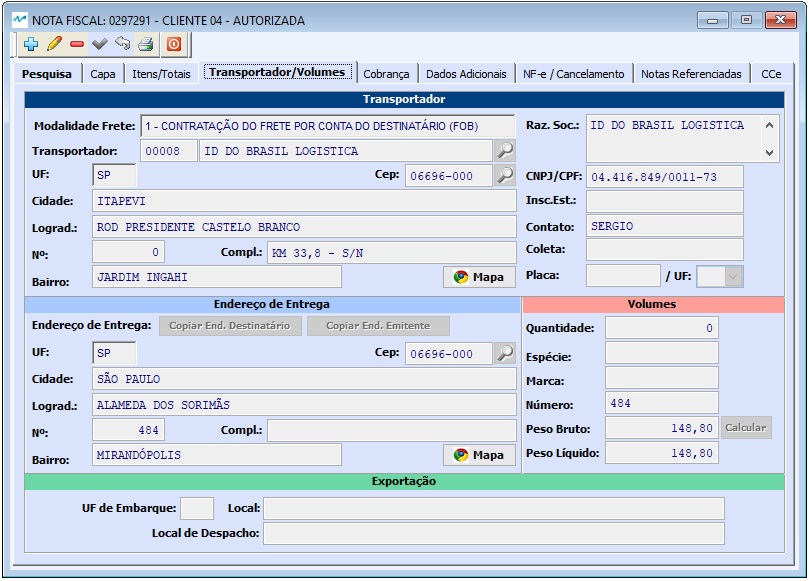 NOTA FISCAL: 0297291 - CLIENTE 04 - AUTORIZADA
Pesquisa Capa Itens/Totais Transportador/Volumes Cobrança Dados Adicionais NF-e / Cancelamento Notas Referenciadas CCe
Transportador
Modalidade Frete: 1 - CONTRATAÇÃO DO FRETE POR CONTA DO DESTINATÁRIO (FOB) Raz. Soc.: ID DO BRASIL LOGISTICA
Transportador: 00008 ID DO BRASIL LOGISTICA
UF: SP Cep: 06696-000 CNPJ/CPF: 04.416.849/0011-73
Cidade: ITAPEVI Insc.Est.:
Lograd.: ROD PRESIDENTE CASTELO BRANCO Contato: SERGIO
Nº: 0 Compl.: KM 33,8 - S/N Coleta:
Bairro: JARDIM INGAHI Mapa Placa: / UF:
Endereço de Entrega Volumes
Endereço de Entrega: Copiar End. Destinatário Copiar End. Emitente Quantidade: 0
UF: SP Cep: 06696-000 Espécie:
Cidade: SÃO PAULO Marca:
Lograd.: ALAMEDA DOS SORIMÃS Número: 484
Nº: 484 Compl.: Peso Bruto: 148,80 Calcular
Bairro: MIRANDÓPOLIS Mapa Peso Líquido: 148,80
Exportação
UF de Embarque: Local:
Local de Despacho: